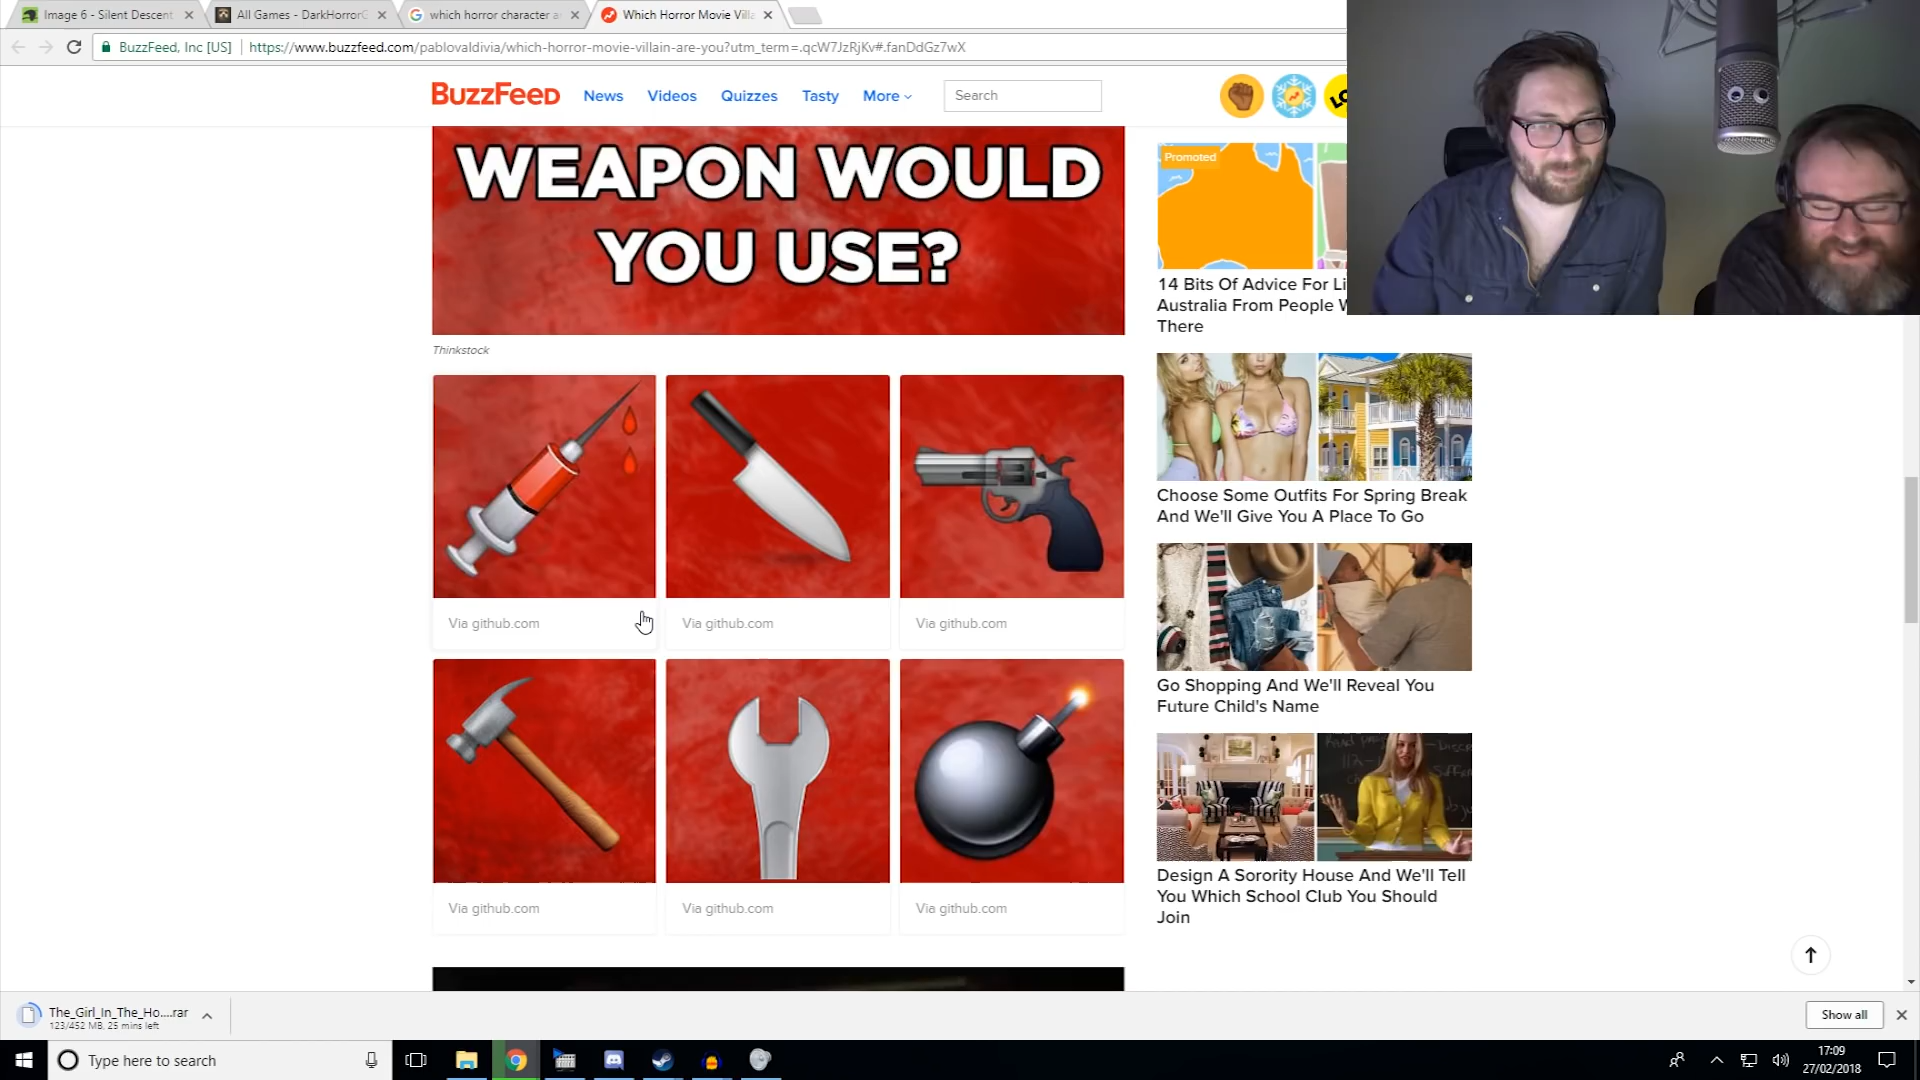 Image 6 - Silent Descent
All Games - DarkHorrorG
which horror character a
Which Horror Movie Villa
BuzzFeed, Inc [US]
https://www.buzzfeed.com/pablovaldivia/which-horror-movie-villain-are-you?utm_term=.qcW7JzRjKv#.fanDdGz7wX
BuzzFeed
News
Videos
Quizzes
Tasty
More
Search
WEAPON WOULD
YOU USE?
Thinkstock
Via github.com
Via github.com
Via github.com
Via github.com
Via github.com
Via github.com
Promoted
14 Bits Of Advice For Li
Australia From People W
There
Choose Some Outfits For Spring Break
And We'll Give You A Place To Go
Go Shopping And We'll Reveal You
Future Child's Name
Design A Sorority House And We'll Tell
You Which School Club You Should
Join
The_Girl_In_The_Ho....rar
123/452 MB, 25 mins left
Show all
Type here to search
17:09
27/02/2018